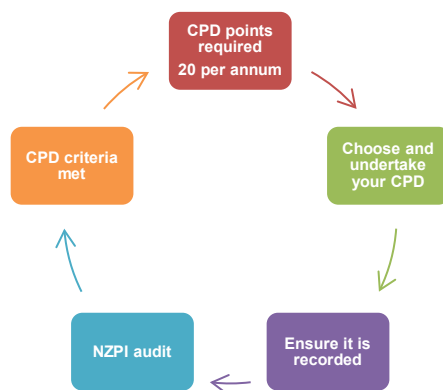 CPD points
required
20 per annum
Choose and
undertake
your CPD
Ensure it is
recorded
NZPI audit
CPD criteria
met